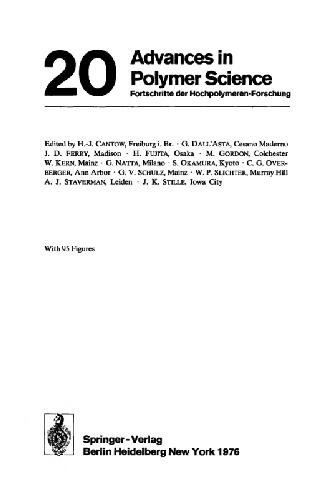 20
Advances in
Polymer Science
Fortschritte der Hochpolymeren-Forschung
Edited by H.-J. CANTOW, Freiburg i. Br. · G. DALL'ASTA, Cesano Maderno
J. D. FERRY, Madison · H. FUJITA, Osaka · M. GORDON, Colchester
W. KERN, Mainz · G. NATTA, Milano · S. OKAMURA, Kyoto · C. G. OVER-
BERGER, Ann Arbor · G. V. SCHULZ, Mainz · W. P. SLICHTER, Murray Hill
A. J. STAVERMAN, Leiden · J. K. STILLE, Iowa City
With 95 Figures
Springer-Verlag
Berlin Heidelberg New York 1976